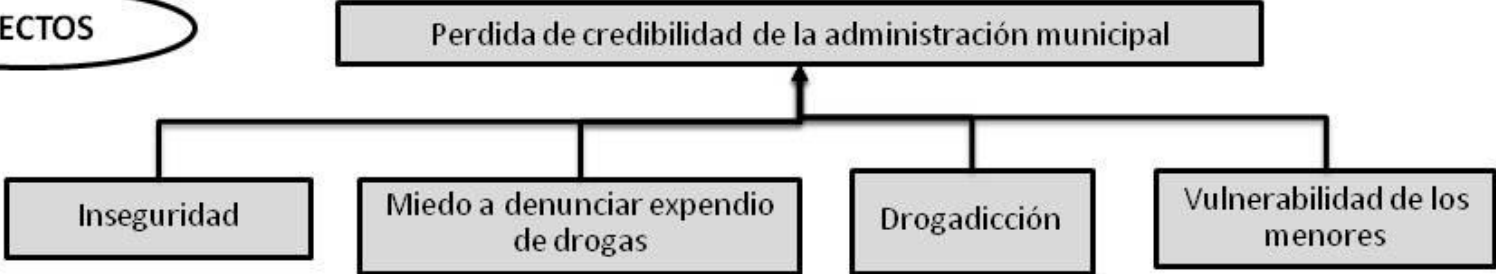 ECTOS
Perdida de credibilidad de la administración municipal
Inseguridad
Miedo a denunciar expendio
de drogas
Drogadicción
Vulnerabilidad de los
menores